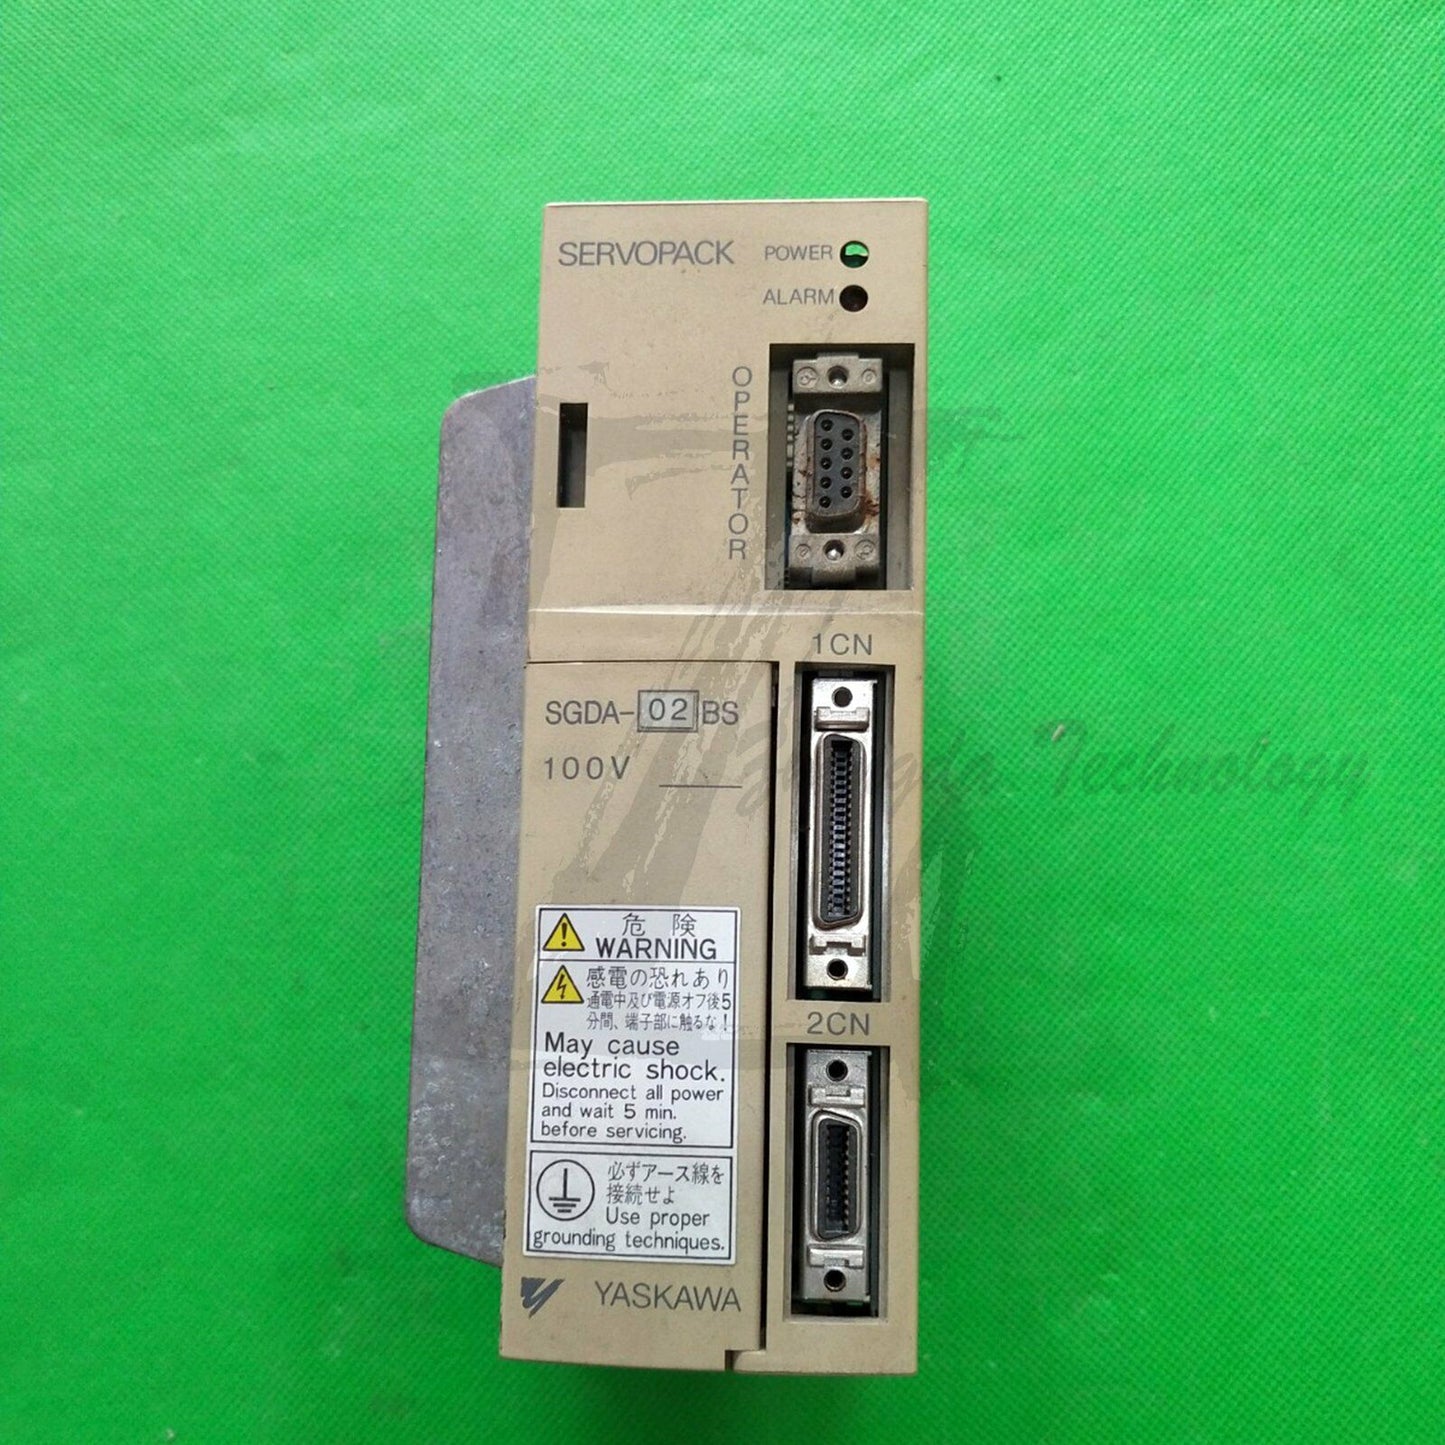 SERVOPACK
POWER
ALARM
OPERATOR
1CN
SGDA-02BS
100V
危険
WARNING
感電の恐れあり
通電中及び電源オフ後5
分間、端子部に触るな!
May cause
electric shock.
Disconnect all power
and wait 5 min.
before servicing.
2CN
必ずアース線を
接続せよ
Use proper
grounding techniques.
YASKAWA
Technology